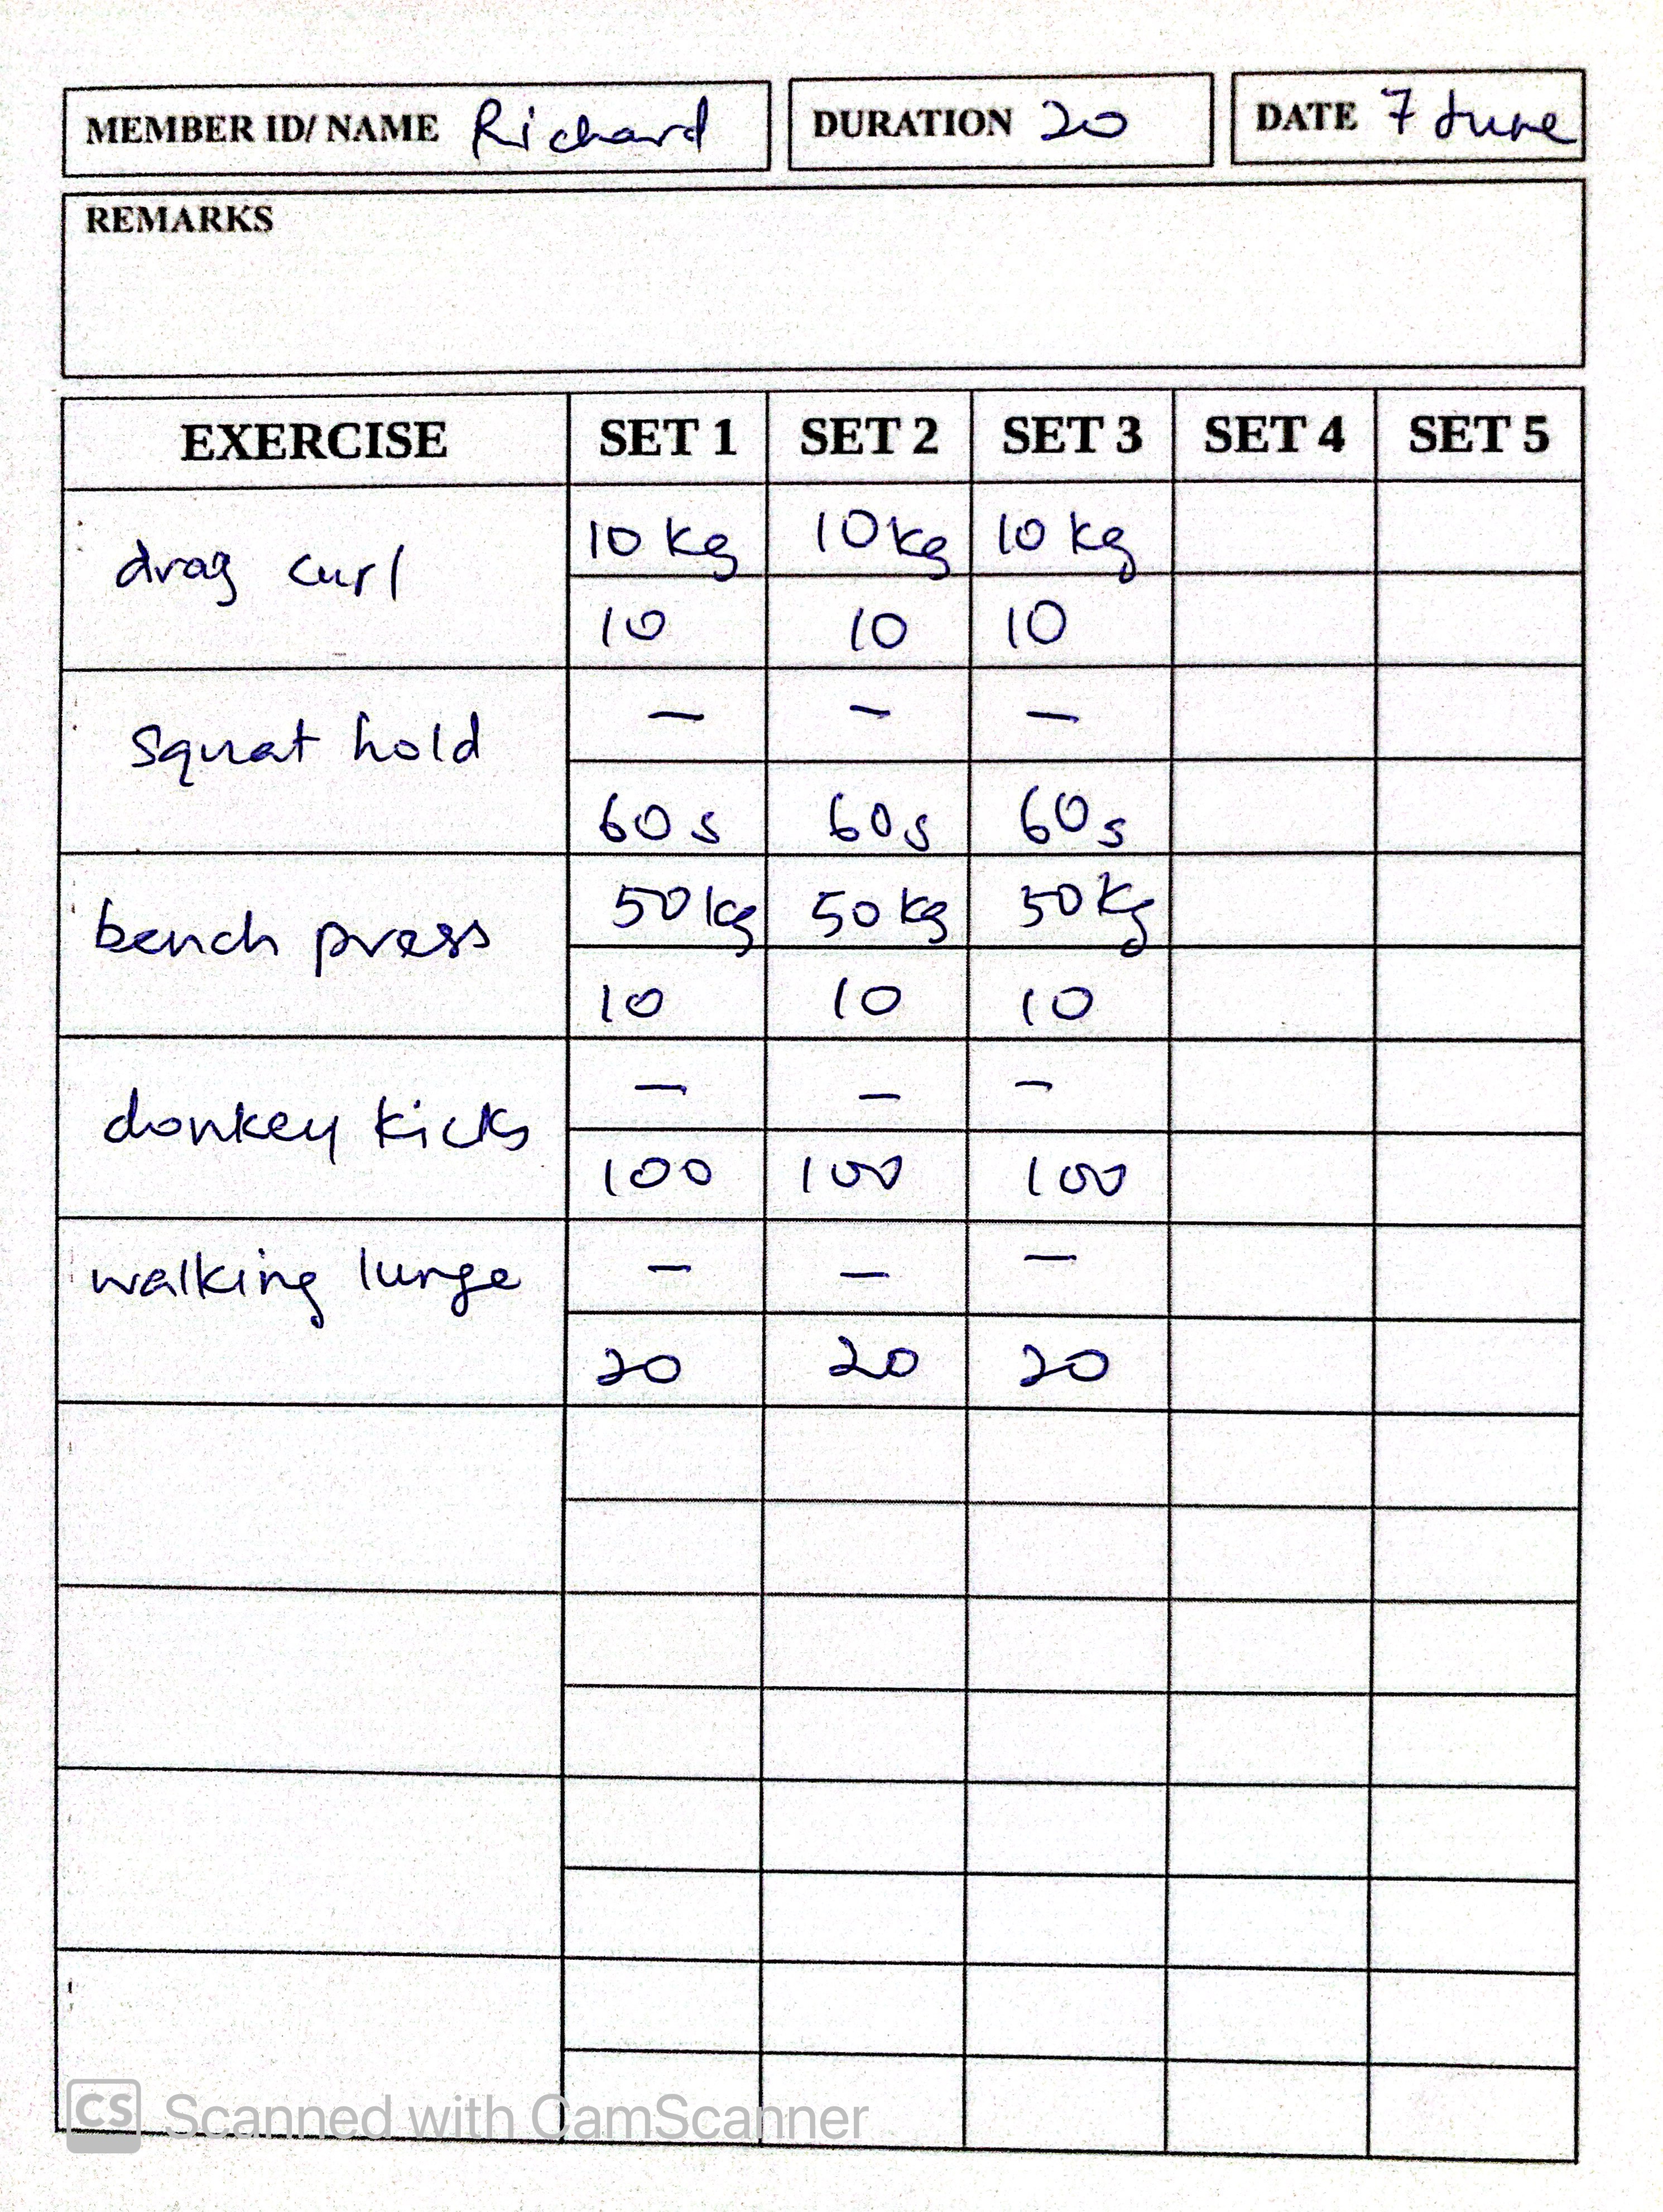 MEMBER ID/ NAME Richard DURATION 20 DATE 7 June
REMARKS
EXERCISE SET 1 SET 2 SET 3 SET 4 SET 5
drag curl
10 kg 10 kg 10 kg
10 10 10
Squat hold
– – –
60 s 60s 60s
bench press
50 kg 50 kg 50 kg
10 10 10
donkey kicks
– – –
100 100 100
walking lunge
– – –
20 20 20
CS Scanned with CamScanner